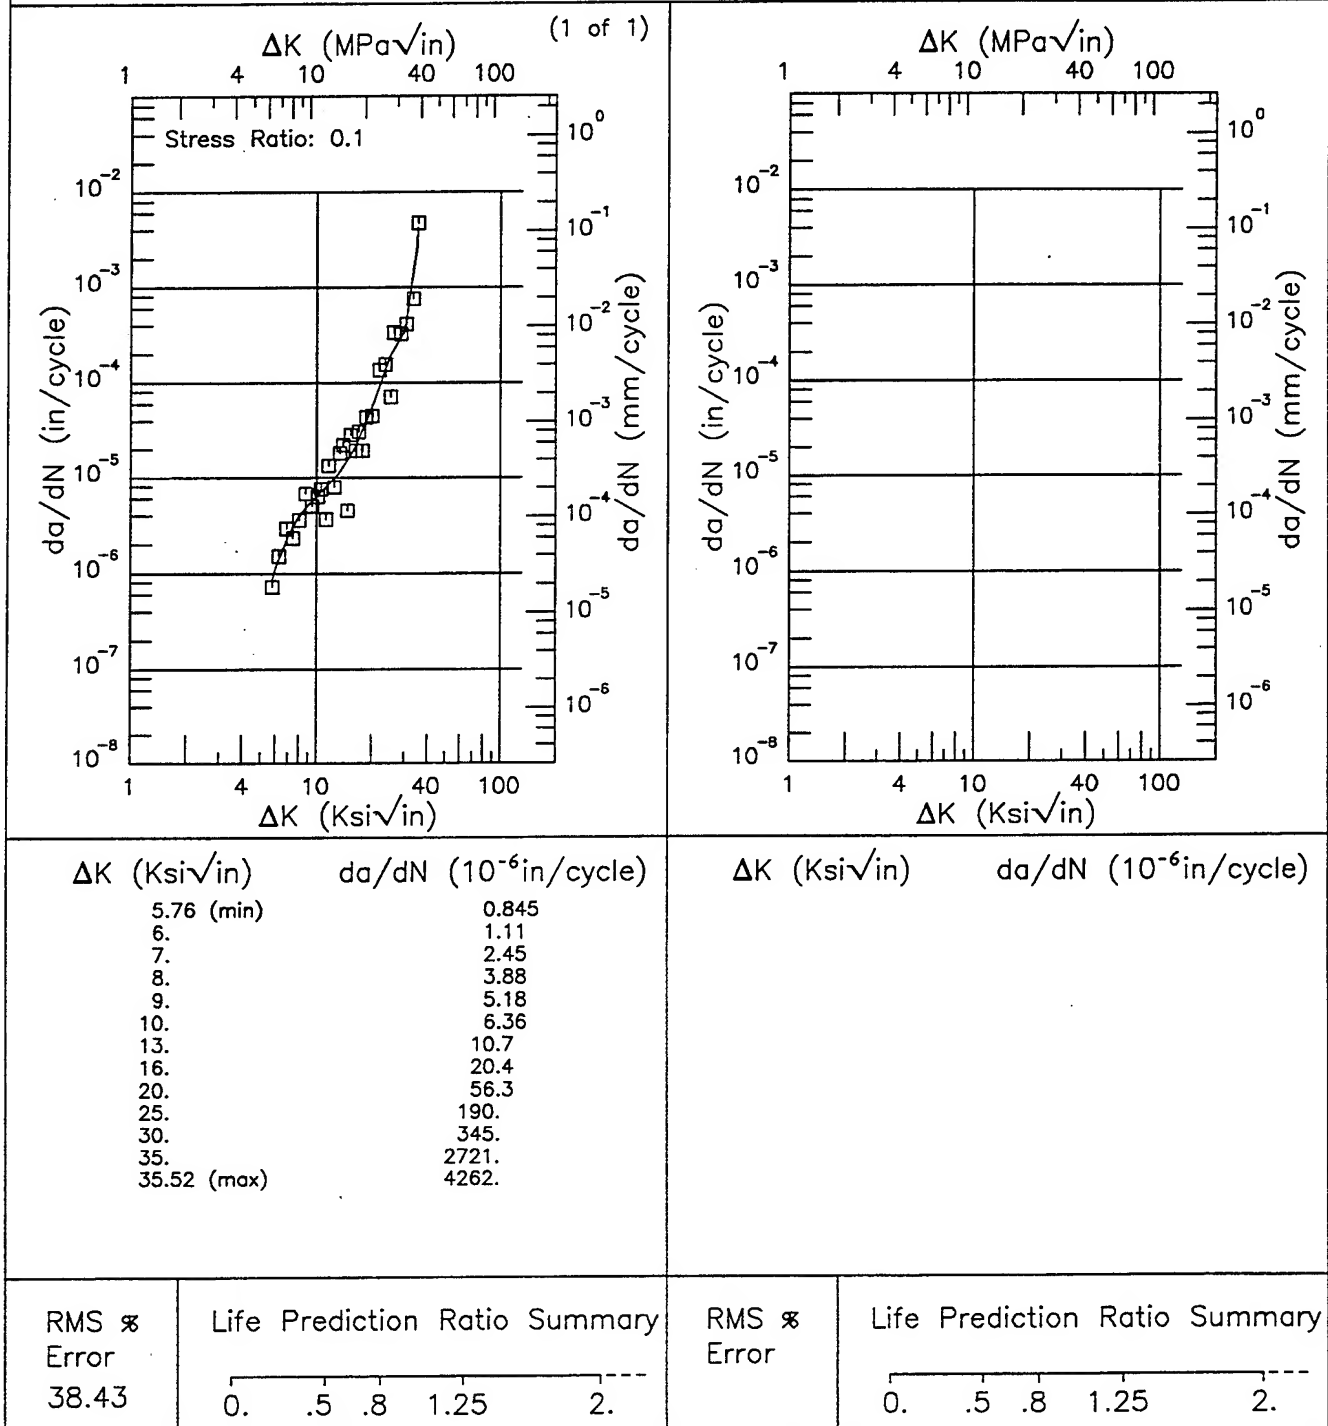 (1 of 1)
ΔK (MPa√in)
1 4 10 40 100
Stress Ratio: 0.1
da/dN (in/cycle)
10⁻²
10⁻³
10⁻⁴
10⁻⁵
10⁻⁶
10⁻⁷
10⁻⁸
10⁰
10⁻¹
10⁻²
10⁻³
10⁻⁴
10⁻⁵
10⁻⁶
da/dN (mm/cycle)
1 4 10 40 100
ΔK (Ksi√in)
ΔK (MPa√in)
1 4 10 40 100
da/dN (in/cycle)
10⁻²
10⁻³
10⁻⁴
10⁻⁵
10⁻⁶
10⁻⁷
10⁻⁸
10⁰
10⁻¹
10⁻²
10⁻³
10⁻⁴
10⁻⁵
10⁻⁶
da/dN (mm/cycle)
1 4 10 40 100
ΔK (Ksi√in)
ΔK (Ksi√in) da/dN (10⁻⁶in/cycle)
5.76 (min) 0.845
6. 1.11
7. 2.45
8. 3.88
9. 5.18
10. 6.36
13. 10.7
16. 20.4
20. 56.3
25. 190.
30. 345.
35. 2721.
35.52 (max) 4262.
ΔK (Ksi√in) da/dN (10⁻⁶in/cycle)
RMS %
Error
38.43
Life Prediction Ratio Summary
0. .5 .8 1.25 2.
RMS %
Error
Life Prediction Ratio Summary
0. .5 .8 1.25 2.